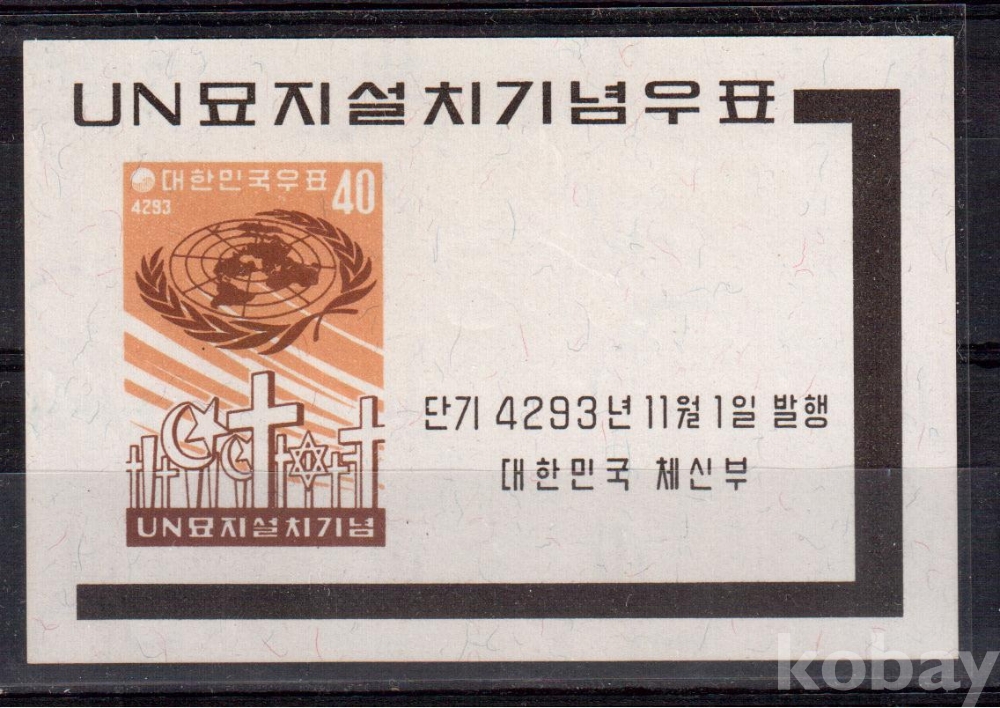 UN묘지설치기념우표
대한민국우표 40
4293
UN묘지설치기념
단기 4293년 11월 1일 발행
대한민국 체신부
kobay